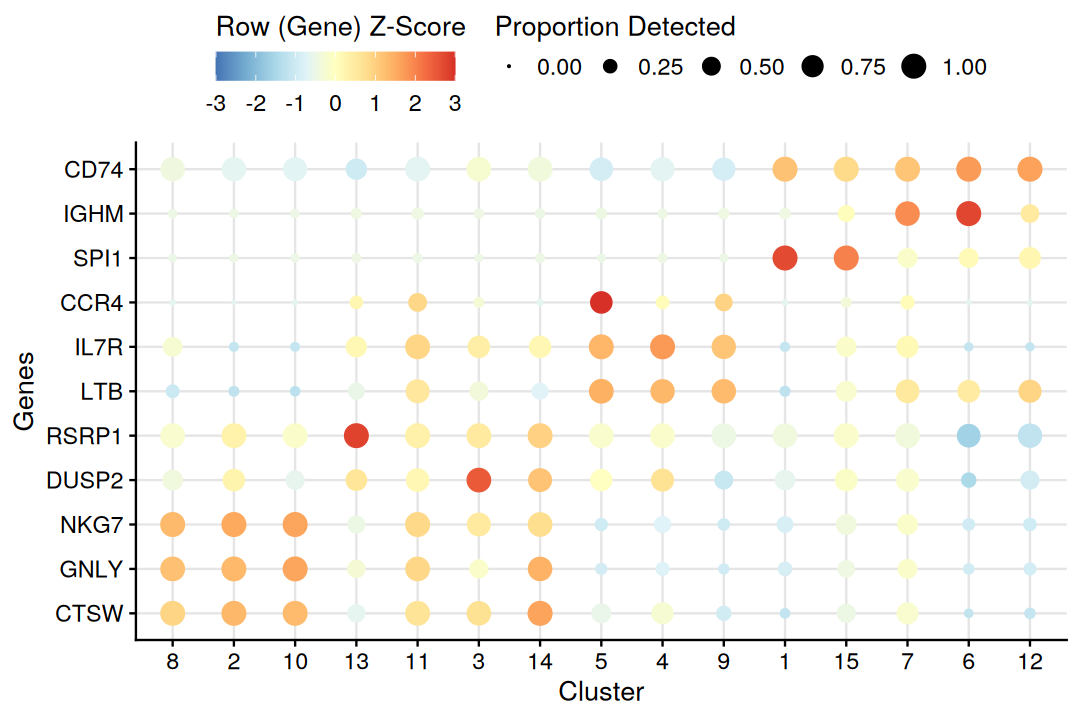 Row (Gene) Z-Score
Proportion Detected
0.00 0.25 0.50 0.75 1.00
-3 -2 -1 0 1 2 3
Genes
CD74
IGHM
SPI1
CCR4
IL7R
LTB
RSRP1
DUSP2
NKG7
GNLY
CTSW
8 2 10 13 11 3 14 5 4 9 1 15 7 6 12
Cluster